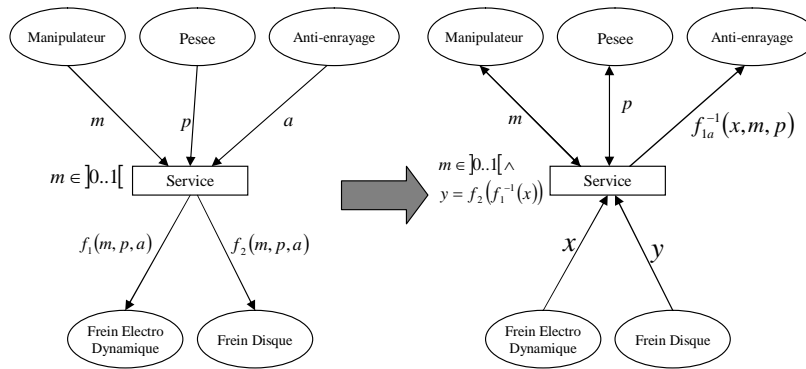 Manipulateur
Pesee
Anti-enrayage
m
p
a
m ∈ ]0..1[
Service
f₁(m, p, a)
f₂(m, p, a)
Frein Electro
Dynamique
Frein Disque
Manipulateur
Pesee
Anti-enrayage
m
p
f₁ₐ⁻¹(x, m, p)
m ∈ ]0..1[ ∧
y = f₂(f₁⁻¹(x))
Service
x
y
Frein Electro
Dynamique
Frein Disque